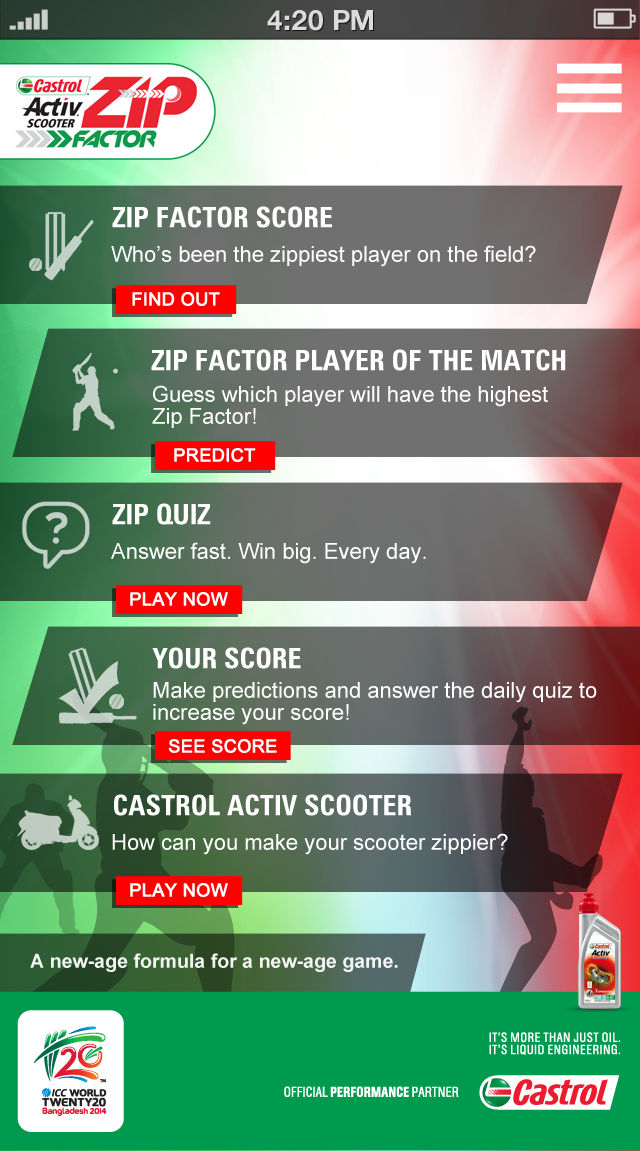 4:20 PM
Castrol
Activ
SCOOTER
ZIP
FACTOR
ZIP FACTOR SCORE
Who's been the zippiest player on the field?
FIND OUT
ZIP FACTOR PLAYER OF THE MATCH
Guess which player will have the highest
Zip Factor!
PREDICT
ZIP QUIZ
Answer fast. Win big. Every day.
PLAY NOW
YOUR SCORE
Make predictions and answer the daily quiz to
increase your score!
SEE SCORE
CASTROL ACTIV SCOOTER
How can you make your scooter zippier?
PLAY NOW
Castrol
Activ
A new-age formula for a new-age game.
T20
TM
ICC WORLD
TWENTY20
Bangladesh 2014
IT'S MORE THAN JUST OIL.
IT'S LIQUID ENGINEERING.
OFFICIAL PERFORMANCE PARTNER
Castrol